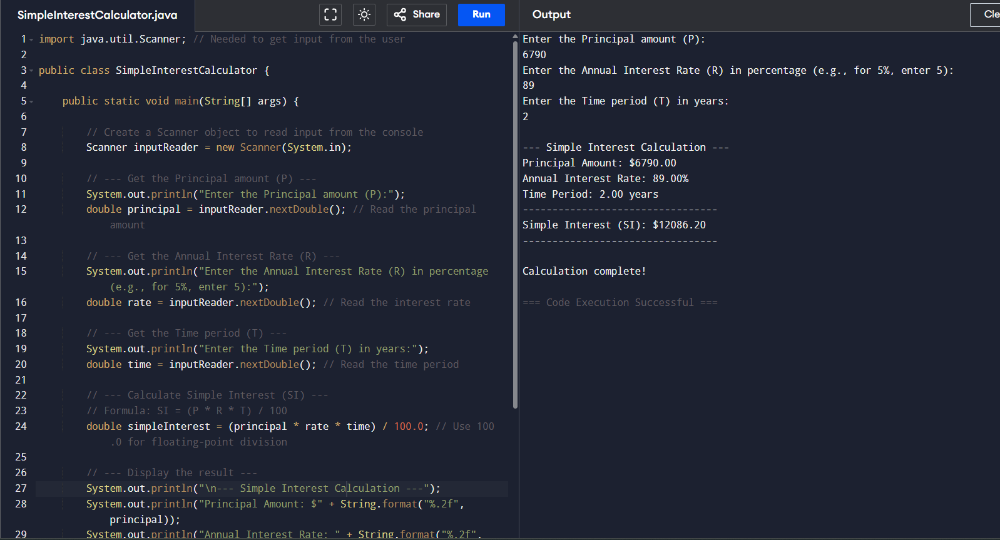 SimpleInterestCalculator.java
Share
Run
Output
Cle
1 import java.util.Scanner; // Needed to get input from the user
2
3 public class SimpleInterestCalculator {
4
5 public static void main(String[] args) {
6
7 // Create a Scanner object to read input from the console
8 Scanner inputReader = new Scanner(System.in);
9
10 // --- Get the Principal amount (P) ---
11 System.out.println("Enter the Principal amount (P):");
12 double principal = inputReader.nextDouble(); // Read the principal
amount
13
14 // --- Get the Annual Interest Rate (R) ---
15 System.out.println("Enter the Annual Interest Rate (R) in percentage
(e.g., for 5%, enter 5):");
16 double rate = inputReader.nextDouble(); // Read the interest rate
17
18 // --- Get the Time period (T) ---
19 System.out.println("Enter the Time period (T) in years:");
20 double time = inputReader.nextDouble(); // Read the time period
21
22 // --- Calculate Simple Interest (SI) ---
23 // Formula: SI = (P * R * T) / 100
24 double simpleInterest = (principal * rate * time) / 100.0; // Use 100
.0 for floating-point division
25
26 // --- Display the result ---
27 System.out.println("\n--- Simple Interest Calculation ---");
28 System.out.println("Principal Amount: $" + String.format("%.2f",
principal));
29 System.out.println("Annual Interest Rate: " + String.format("%.2f",
Enter the Principal amount (P):
6790
Enter the Annual Interest Rate (R) in percentage (e.g., for 5%, enter 5):
89
Enter the Time period (T) in years:
2
--- Simple Interest Calculation ---
Principal Amount: $6790.00
Annual Interest Rate: 89.00%
Time Period: 2.00 years
---------------------------------
Simple Interest (SI): $12086.20
---------------------------------
Calculation complete!
=== Code Execution Successful ===